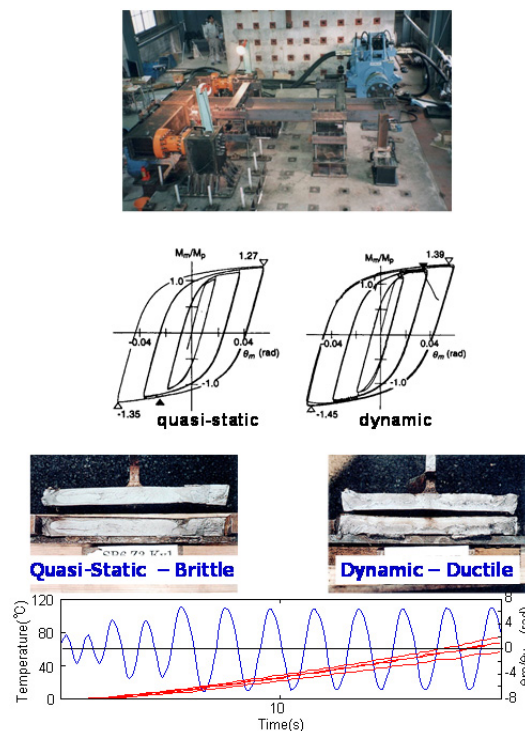 Mm/Mp
1.27
1.0
-0.04
0.04
θm (rad)
-1.0
-1.35
quasi-static
Mm/Mp
1.39
1.0
-0.04
0.04
θm (rad)
-1.0
-1.45
dynamic
Quasi-Static – Brittle
Dynamic – Ductile
120
80
40
0
Temperature(°C)
10
Time(s)
8
4
0
-4
-8